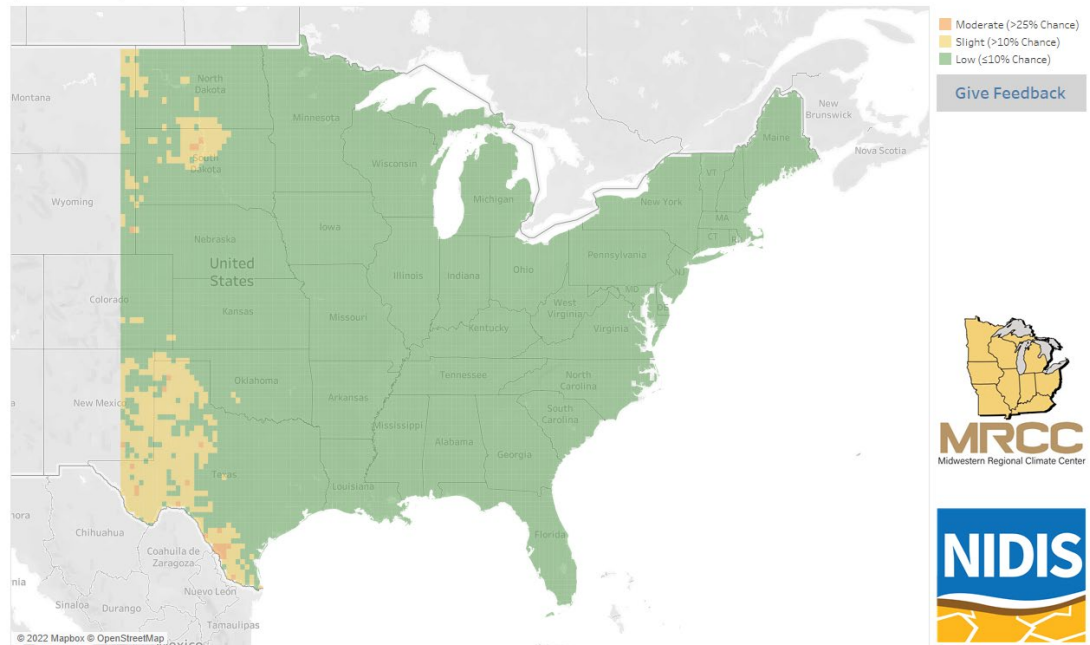 Moderate (>25% Chance)
Slight (>10% Chance)
Low (≤10% Chance)
Give Feedback
Montana
North
Dakota
Minnesota
New
Brunswick
Maine
Nova Scotia
South
Dakota
Wisconsin
VT
Wyoming
Michigan
New York
MA
Iowa
CT
Nebraska
Pennsylvania
United
States
Illinois
Indiana
Ohio
NJ
Colorado
MD
DE
Kansas
Missouri
West
Virginia
Kentucky
Virginia
Oklahoma
Tennessee
North
Carolina
New Mexico
Arkansas
South
Carolina
Mississippi
Alabama
Georgia
Texas
Louisiana
Chihuahua
Florida
Coahuila de
Zaragoza
Nuevo León
Sinaloa
Durango
Tamaulipas
© 2022 Mapbox © OpenStreetMap
MRCC
Midwestern Regional Climate Center
NIDIS